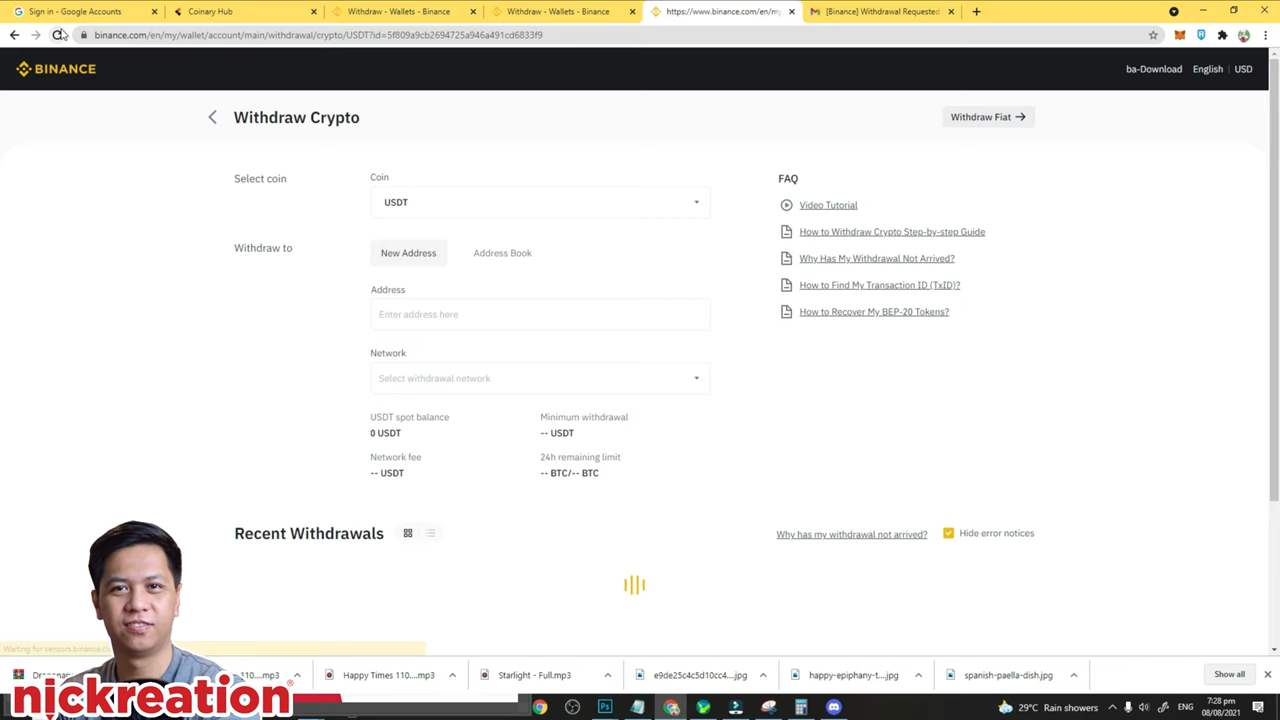 Sign in - Google Accounts
Coinary Hub
Withdraw - Wallets - Binance
Withdraw - Wallets - Binance
https://www.binance.com/en/my
[Binance] Withdrawal Requested
binance.com/en/my/wallet/account/main/withdrawal/crypto/USDT?id=5f809a9cb2694725a946a491cd6833f9
BINANCE
ba-Download English USD
Withdraw Crypto
Withdraw Fiat
Select coin
Coin
USDT
Withdraw to
New Address Address Book
Address
Enter address here
Network
Select withdrawal network
USDT spot balance Minimum withdrawal
0 USDT -- USDT
Network fee 24h remaining limit
-- USDT -- BTC/-- BTC
FAQ
Video Tutorial
How to Withdraw Crypto Step-by-step Guide
Why Has My Withdrawal Not Arrived?
How to Find My Transaction ID (TxID)?
How to Recover My BEP-20 Tokens?
Recent Withdrawals
Why has my withdrawal not arrived? Hide error notices
Waiting for sensors.binance.cl
110....mp3
Happy Times 110....mp3
Starlight - Full.mp3
e9de25c4c5d10cc4....jpg
happy-epiphany-t....jpg
spanish-paella-dish.jpg
Show all
nickreation®
29°C Rain showers
ENG
7:28 pm
08/08/2021